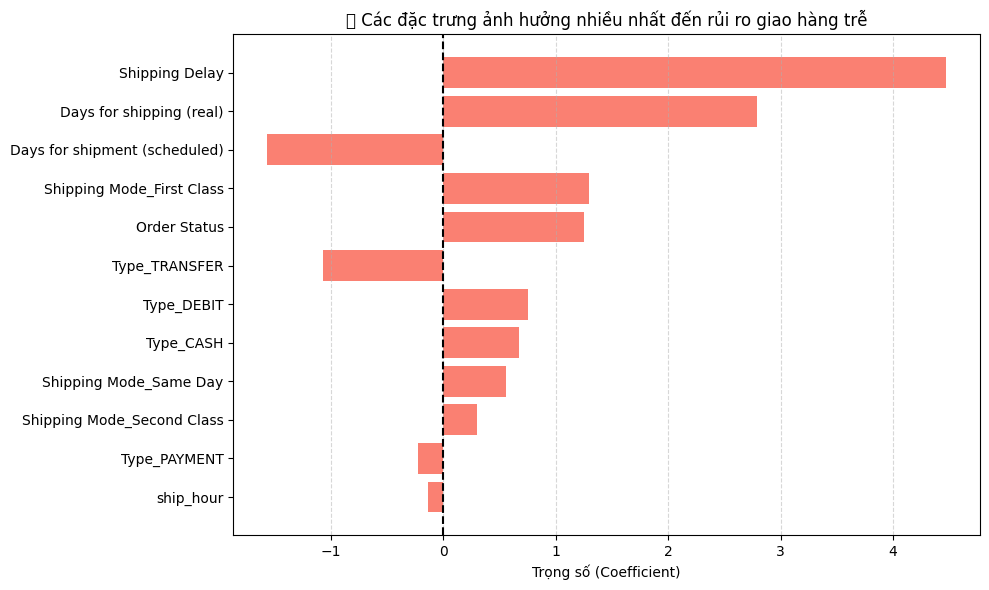 Các đặc trưng ảnh hưởng nhiều nhất đến rủi ro giao hàng trễ
Shipping Delay
Days for shipping (real)
Days for shipment (scheduled)
Shipping Mode_First Class
Order Status
Type_TRANSFER
Type_DEBIT
Type_CASH
Shipping Mode_Same Day
Shipping Mode_Second Class
Type_PAYMENT
ship_hour
−1 0 1 2 3 4
Trọng số (Coefficient)